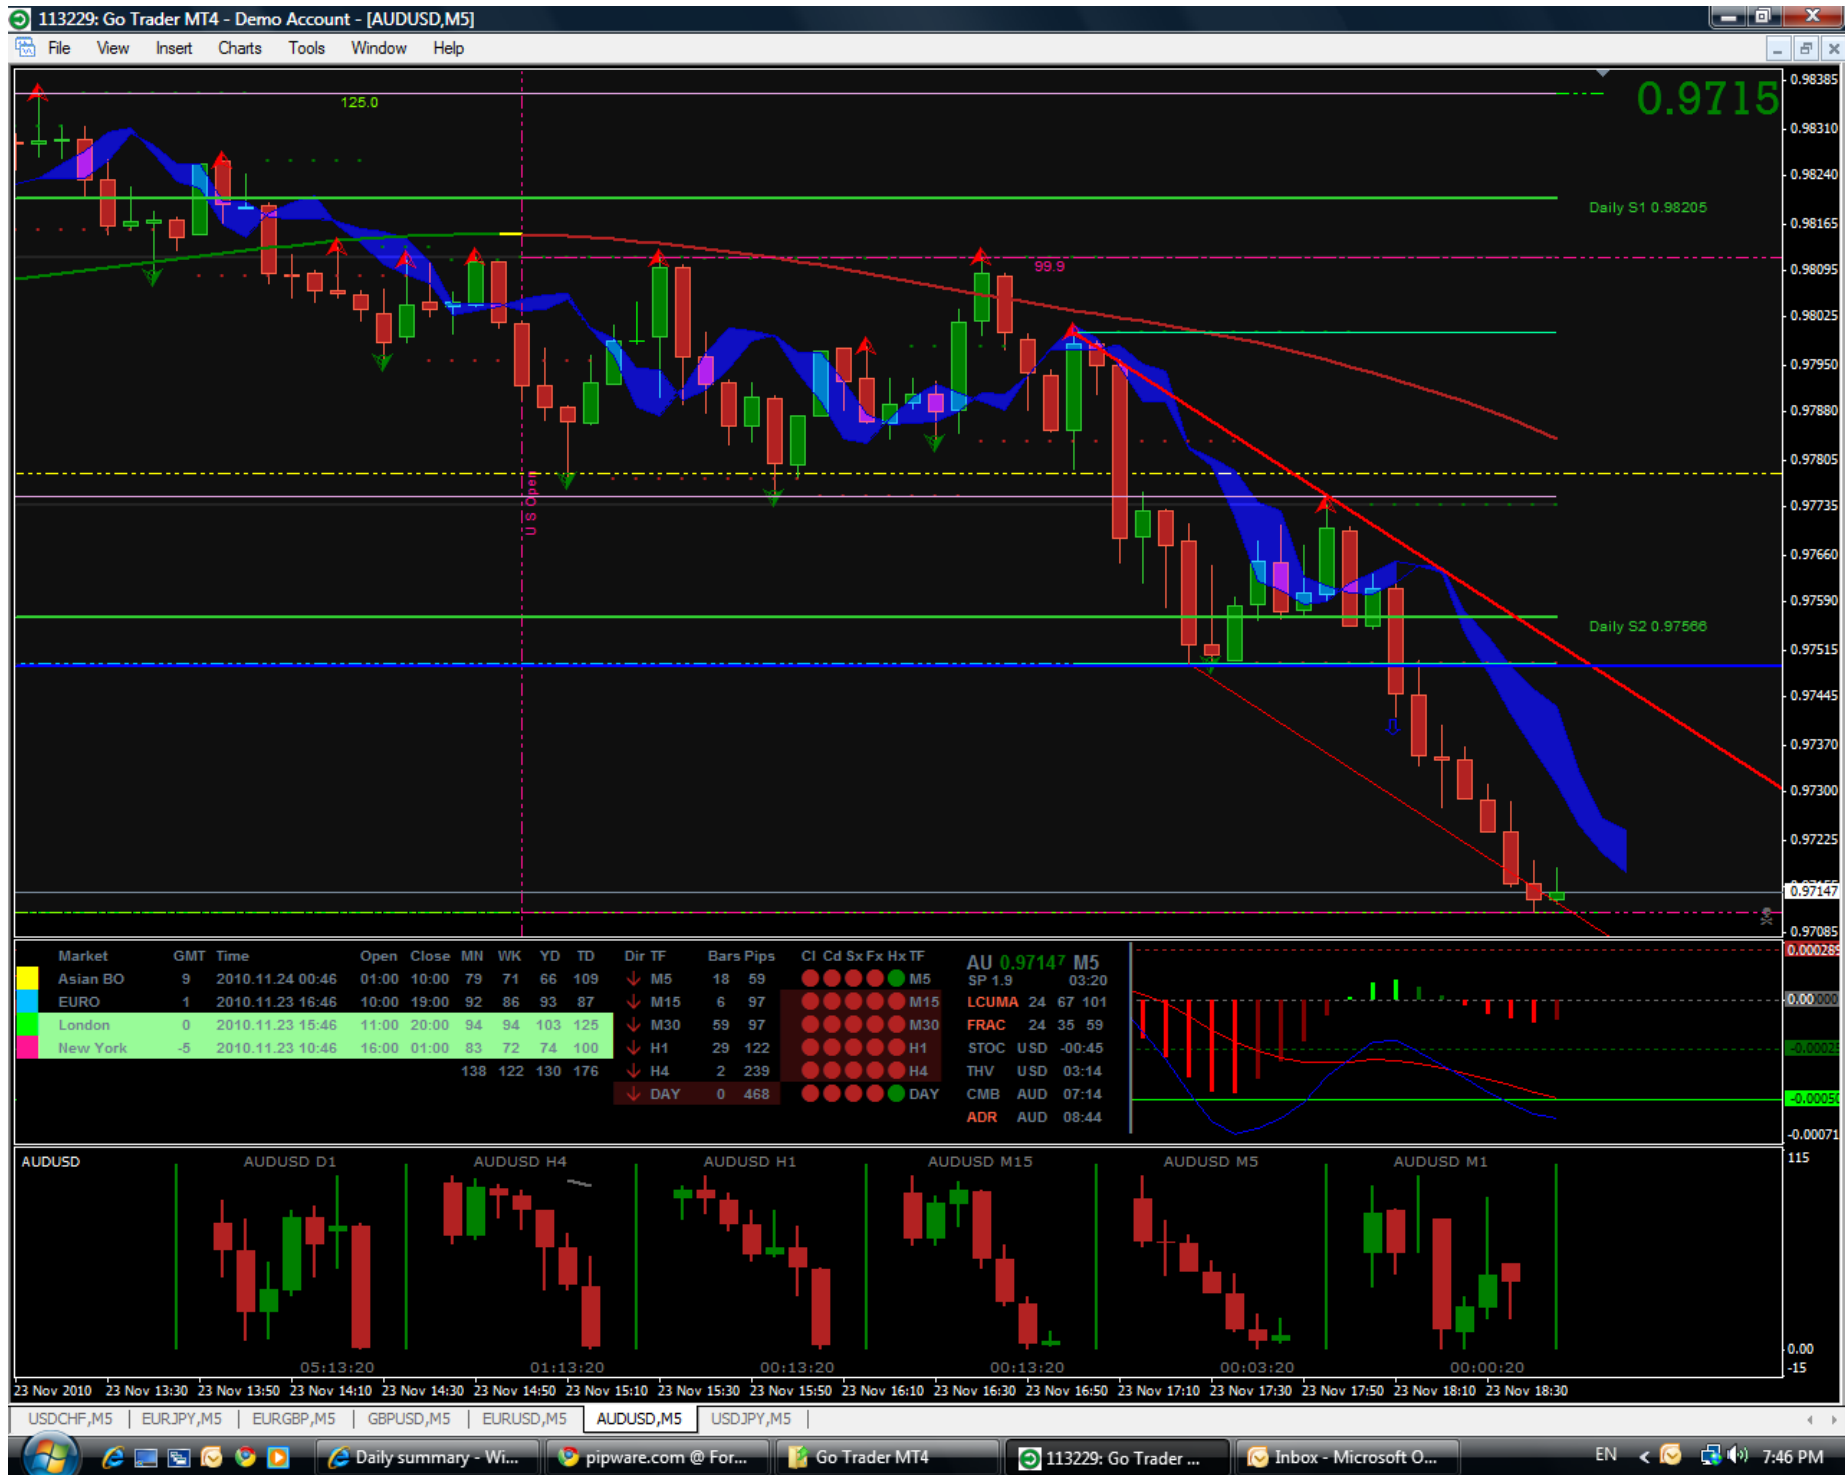 113229: Go Trader MT4 - Demo Account - [AUDUSD,M5]
File View Insert Charts Tools Window Help
0.98385
125.0
0.9715
0.98310
0.98240
Daily S1 0.98205
0.98165
99.9
0.98095
0.98025
0.97950
0.97880
0.97805
U S Open
0.97735
0.97660
0.97590
Daily S2 0.97566
0.97515
0.97445
0.97370
0.97300
0.97225
0.97147
0.97085
Market GMT Time Open Close MN WK YD TD Dir TF Bars Pips Cl Cd Sx Fx Hx TF
Asian BO 9 2010.11.24 00:46 01:00 10:00 79 71 66 109 M5 18 59 M5
EURO 1 2010.11.23 16:46 10:00 19:00 92 86 93 87 M15 6 97 M15
London 0 2010.11.23 15:46 11:00 20:00 94 94 103 125 M30 59 97 M30
New York -5 2010.11.23 10:46 16:00 01:00 83 72 74 100 H1 29 122 H1
138 122 130 176 H4 2 239 H4
DAY 0 468 DAY
AU 0.97147 M5
SP 1.9 03:20
LCUMA 24 67 101
FRAC 24 35 59
STOC USD -00:45
THV USD 03:14
CMB AUD 07:14
ADR AUD 08:44
0.000289
-0.00071
AUDUSD AUDUSD D1 AUDUSD H4 AUDUSD H1 AUDUSD M15 AUDUSD M5 AUDUSD M1 115
0.00
05:13:20 01:13:20 00:13:20 00:13:20 00:03:20 00:00:20 -15
23 Nov 2010 23 Nov 13:30 23 Nov 13:50 23 Nov 14:10 23 Nov 14:30 23 Nov 14:50 23 Nov 15:10 23 Nov 15:30 23 Nov 15:50 23 Nov 16:10 23 Nov 16:30 23 Nov 16:50 23 Nov 17:10 23 Nov 17:30 23 Nov 17:50 23 Nov 18:10 23 Nov 18:30
USDCHF,M5 EURJPY,M5 EURGBP,M5 GBPUSD,M5 EURUSD,M5 AUDUSD,M5 USDJPY,M5
Daily summary - Wi... pipware.com @ For... Go Trader MT4 113229: Go Trader ... Inbox - Microsoft O... EN 7:46 PM